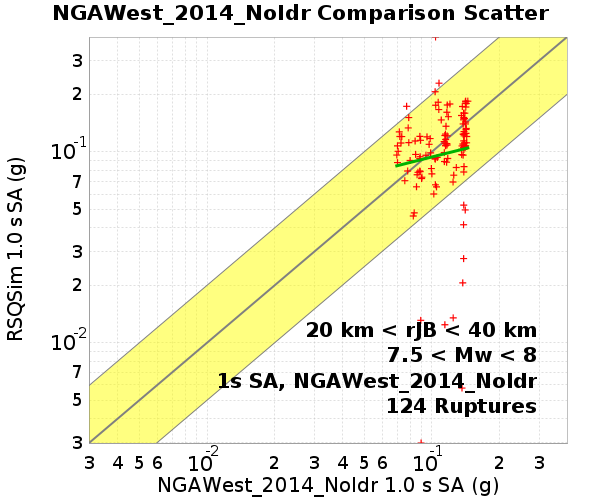 NGAWest_2014_NoIdr Comparison Scatter
RSQSim 1.0 s SA (g)
3
2
10-1
7
5
3
2
10-2
7
5
3
20 km < rJB < 40 km
7.5 < Mw < 8
1s SA, NGAWest_2014_NoIdr
124 Ruptures
3 4 5 6 10-2 2 3 4 5 6 10-1 2 3
NGAWest_2014_NoIdr 1.0 s SA (g)